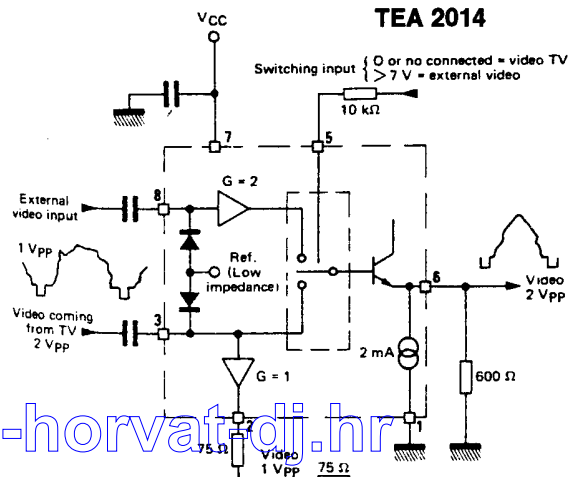 TEA 2014
VCC
Switching input { 0 or no connected = video TV
> 7 V = external video
10 kΩ
7
5
8
G = 2
External
video input
1 Vpp
Ref.
(Low
impedance)
6
Video
2 Vpp
Video coming
from TV
2 Vpp
3
2 mA
G = 1
600 Ω
2
1
-horvat-dj.hr
75 Ω
Video
1 Vpp
75 Ω